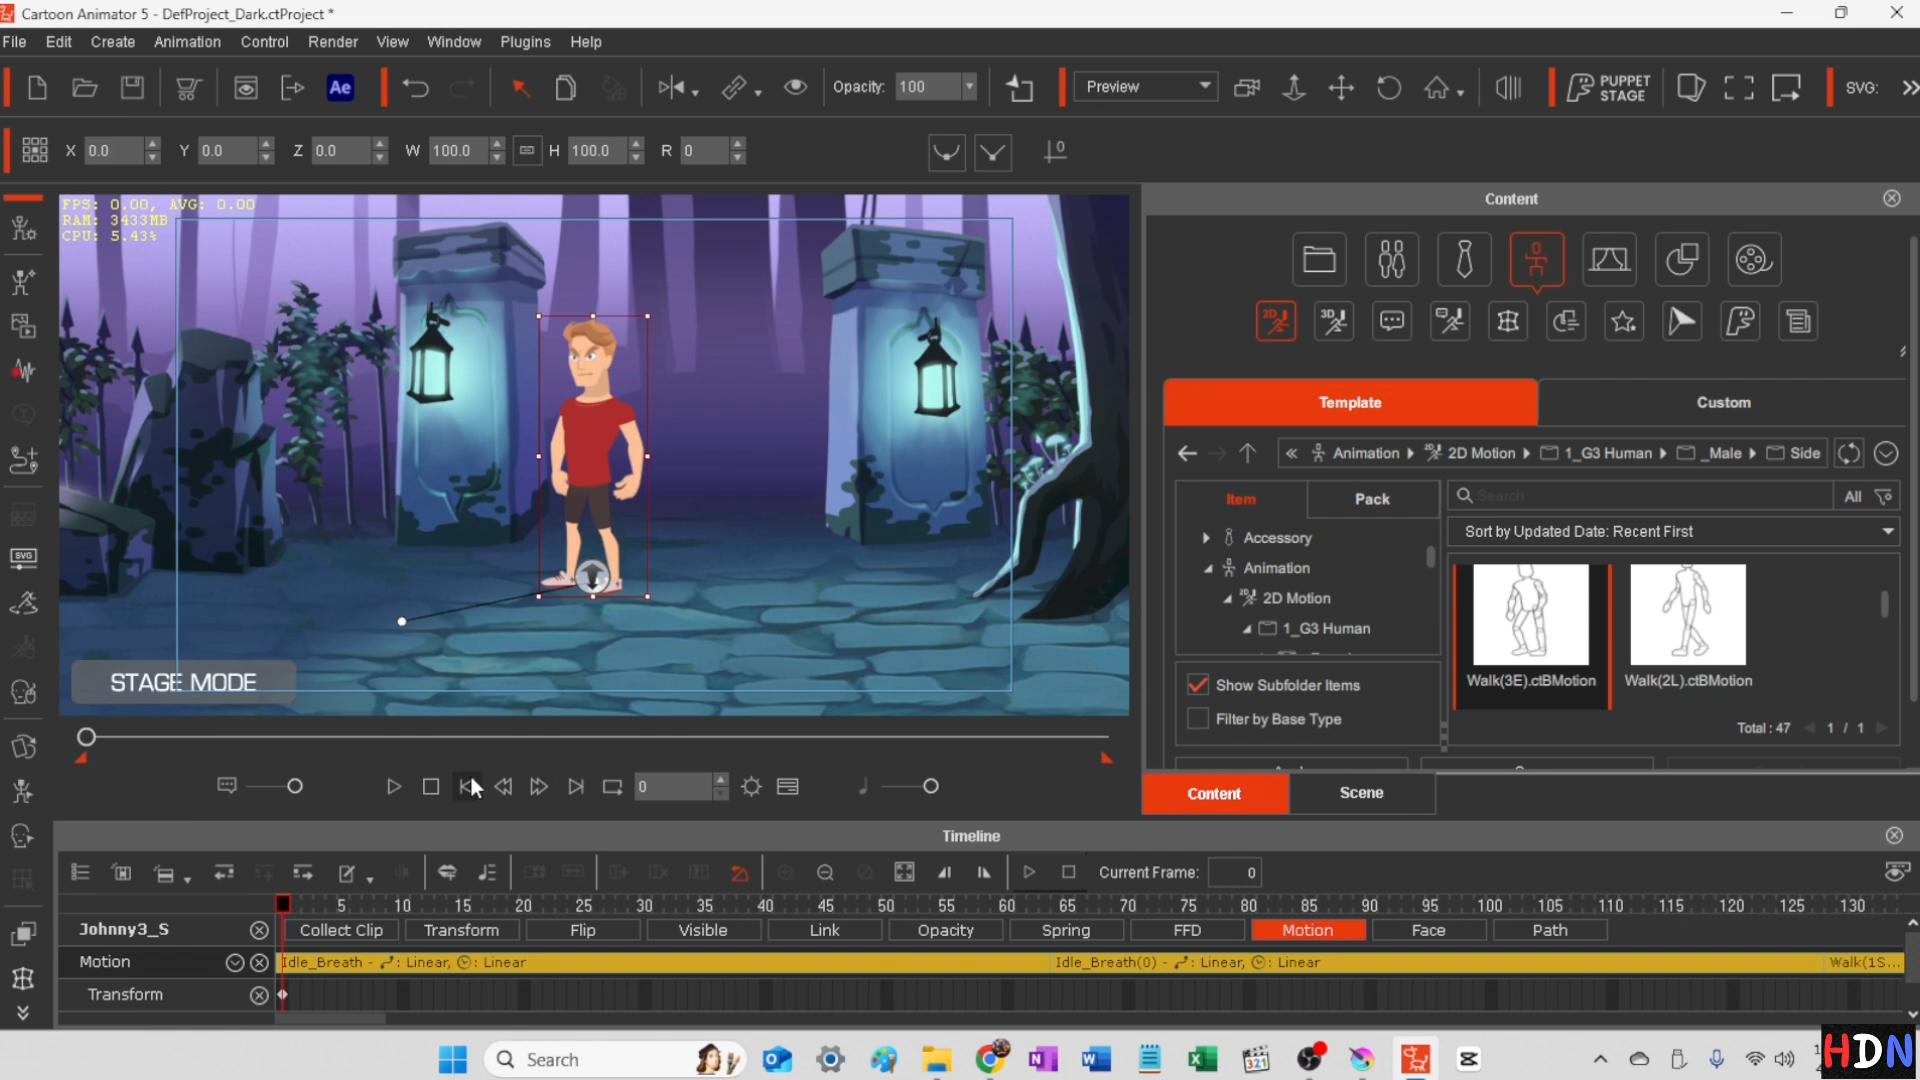 Cartoon Animator 5 - DefProject_Dark.ctProject *
File Edit Create Animation Control Render View Window Plugins Help
Ae Opacity: 100 Preview PUPPET STAGE SVG:
X 0.0 Y 0.0 Z 0.0 W 100.0 H 100.0 R 0
FPS: 0.00, AVG: 0.00
RAM: 3433MB
CPU: 5.43%
STAGE MODE
SVG
0
Content
2D 3D
Template Custom
Animation 2D Motion 1_G3 Human _Male Side
Item Pack Search All
Accessory
Animation
2D Motion
1_G3 Human
Sort by Updated Date: Recent First
Walk(3E).ctBMotion Walk(2L).ctBMotion
Show Subfolder Items
Filter by Base Type
Total : 47 1 / 1
Content Scene
Timeline
Current Frame: 0
5 10 15 20 25 30 35 40 45 50 55 60 65 70 75 80 85 90 95 100 105 110 115 120 125 130
Johnny3_S Collect Clip Transform Flip Visible Link Opacity Spring FFD Motion Face Path
Motion Idle_Breath - : Linear, : Linear Idle_Breath(0) - : Linear, : Linear Walk(1S...
Transform
Search
321
HDN